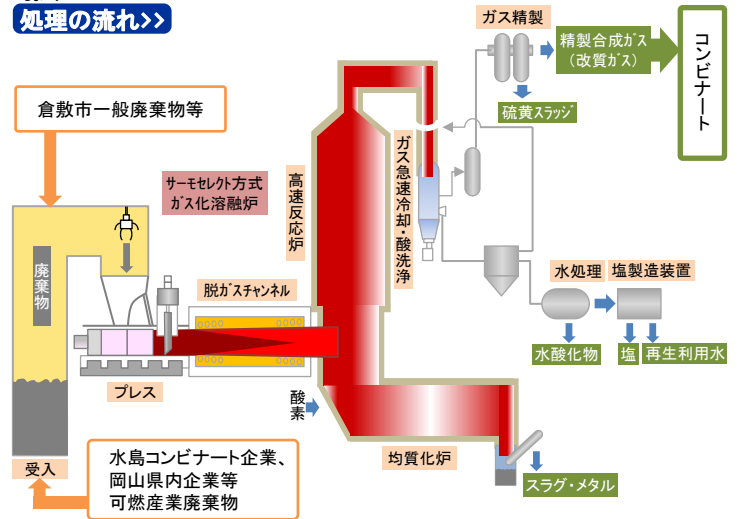 処理の流れ>>
ガス精製
精製合成ガス
(改質ガス)
コンビナート
硫黄スラッジ
倉敷市一般廃棄物等
サーモセレクト方式
ガス化溶融炉
高速反応炉
ガス急速冷却・酸洗浄
廃棄物
脱ガスチャンネル
水処理
塩製造装置
水酸化物
塩
再生利用水
プレス
酸素
均質化炉
受入
水島コンビナート企業、
岡山県内企業等
可燃産業廃棄物
スラグ・メタル